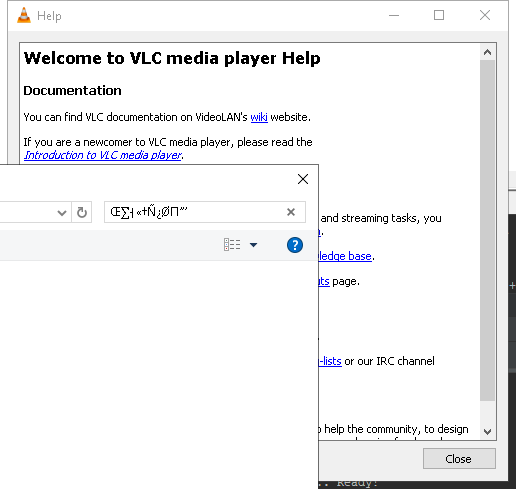 Help
Welcome to VLC media player Help
Documentation
You can find VLC documentation on VideoLAN's wiki website.
If you are a newcomer to VLC media player, please read the
Introduction to VLC media player.
and streaming tasks, you
ledge base.
page.
-lists or our IRC channel
help the community, to design
Close
Ready!